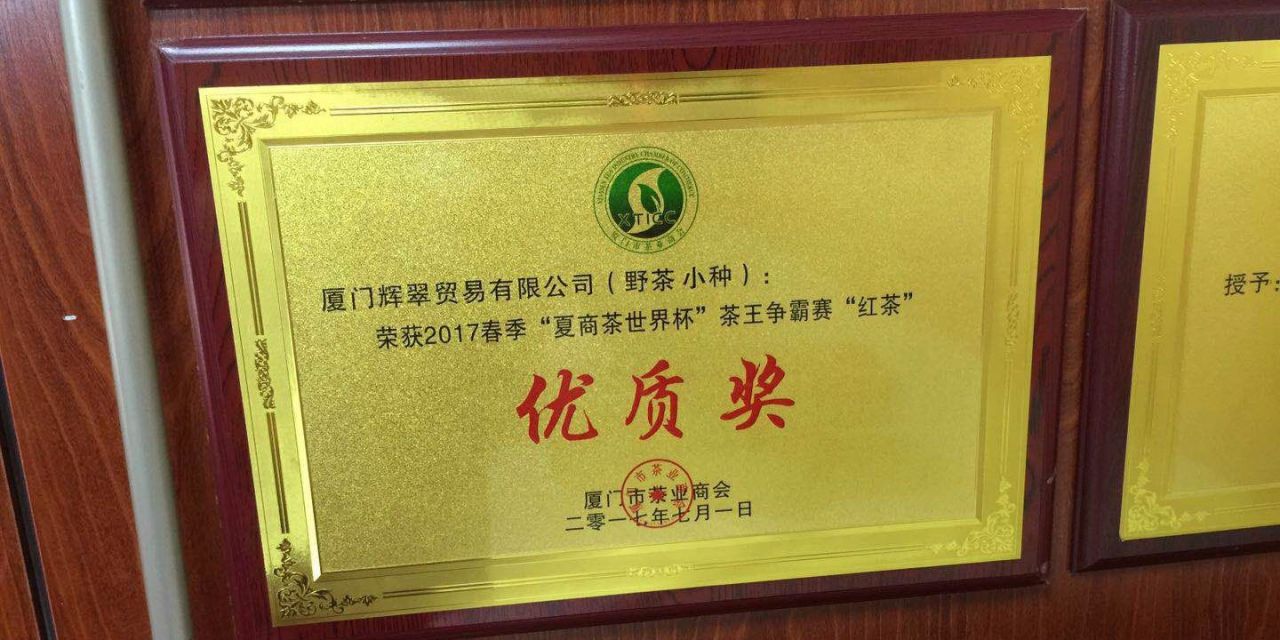 XTICC
厦门辉翠贸易有限公司（野茶 小种）：
荣获2017春季“夏商茶世界杯”茶王争霸赛“红茶”
优质奖
厦门市茶业商会
二零一七年七月一日
授予：